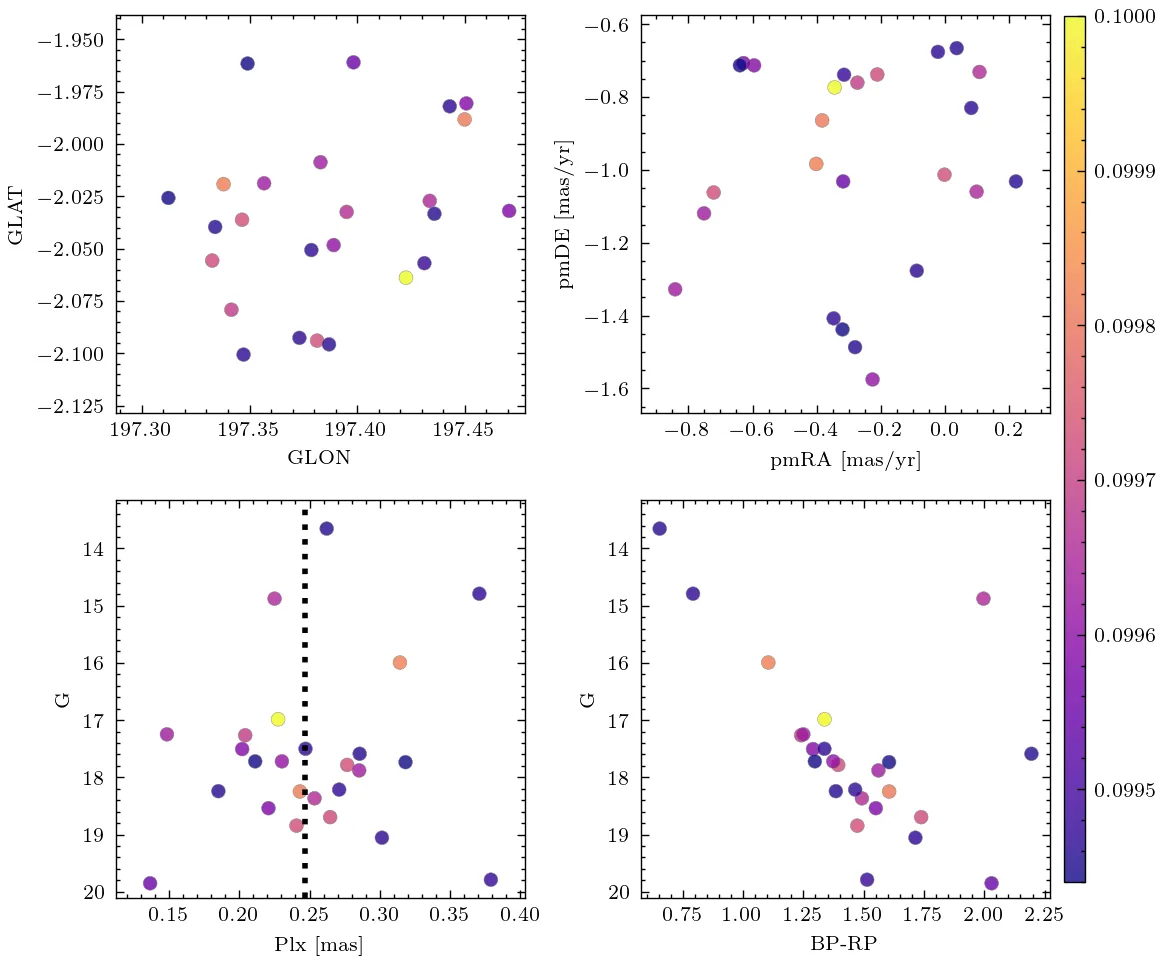 −1.950
−1.975
−2.000
−2.025
−2.050
−2.075
−2.100
−2.125
GLAT
197.30 197.35 197.40 197.45
GLON
−0.6
−0.8
−1.0
−1.2
−1.4
−1.6
pmDE [mas/yr]
−0.8 −0.6 −0.4 −0.2 0.0 0.2
pmRA [mas/yr]
14
15
16
17
18
19
20
G
0.15 0.20 0.25 0.30 0.35 0.40
Plx [mas]
14
15
16
17
18
19
20
G
0.75 1.00 1.25 1.50 1.75 2.00 2.25
BP-RP
0.1000
0.0999
0.0998
0.0997
0.0996
0.0995